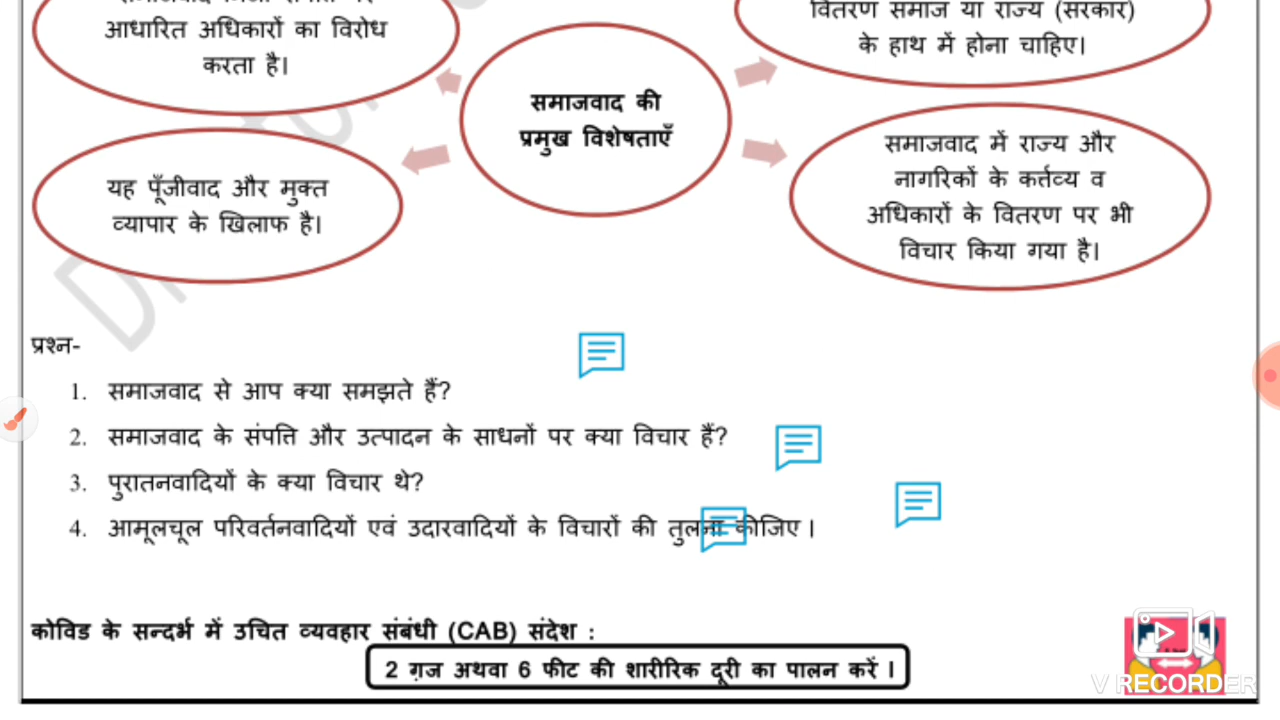 आधारित अधिकारों का विरोध
करता है।
वितरण समाज या राज्य (सरकार)
के हाथ में होना चाहिए।
समाजवाद की
प्रमुख विशेषताएँ
यह पूँजीवाद और मुक्त
व्यापार के खिलाफ है।
समाजवाद में राज्य और
नागरिकों के कर्त्तव्य व
अधिकारों के वितरण पर भी
विचार किया गया है।
प्रश्न-
1. समाजवाद से आप क्या समझते हैं?
2. समाजवाद के संपत्ति और उत्पादन के साधनों पर क्या विचार हैं?
3. पुरातनवादियों के क्या विचार थे?
4. आमूलचूल परिवर्तनवादियों एवं उदारवादियों के विचारों की तुलना कीजिए।
कोविड के सन्दर्भ में उचित व्यवहार संबंधी (CAB) संदेश :
2 ग़ज अथवा 6 फीट की शारीरिक दूरी का पालन करें ।
V RECORDER